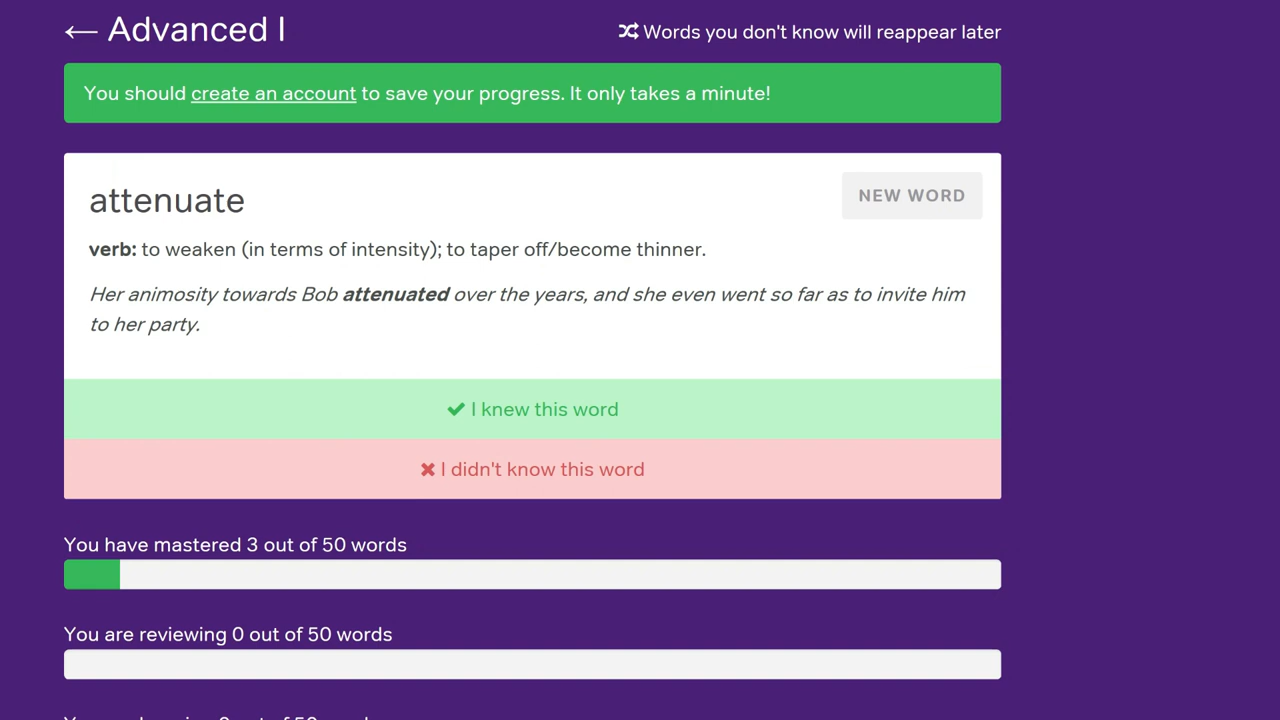 ← Advanced I
Words you don't know will reappear later
You should create an account to save your progress. It only takes a minute!
attenuate
NEW WORD
verb: to weaken (in terms of intensity); to taper off/become thinner.
Her animosity towards Bob attenuated over the years, and she even went so far as to invite him
to her party.
I knew this word
I didn't know this word
You have mastered 3 out of 50 words
You are reviewing 0 out of 50 words